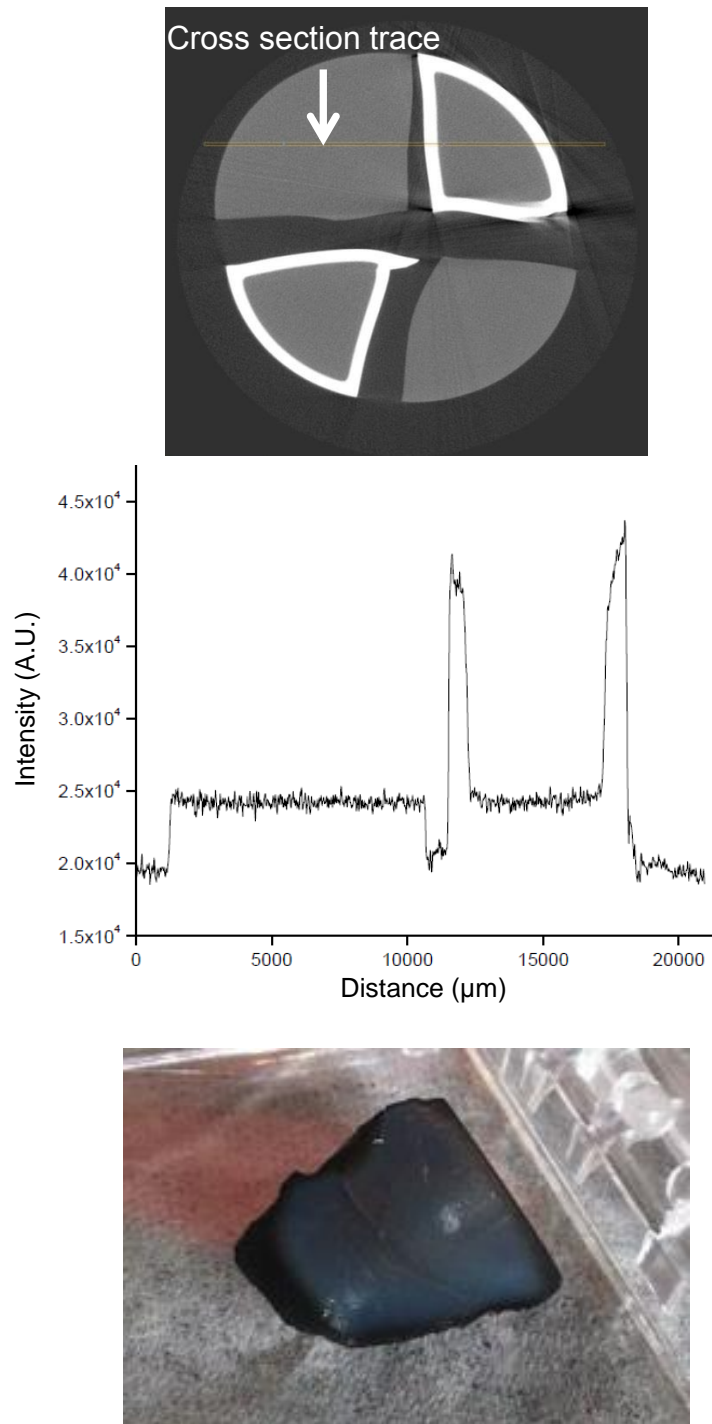 Cross section trace
4.5x10⁴
4.0x10⁴
3.5x10⁴
3.0x10⁴
2.5x10⁴
2.0x10⁴
1.5x10⁴
Intensity (A.U.)
0 5000 10000 15000 20000
Distance (µm)